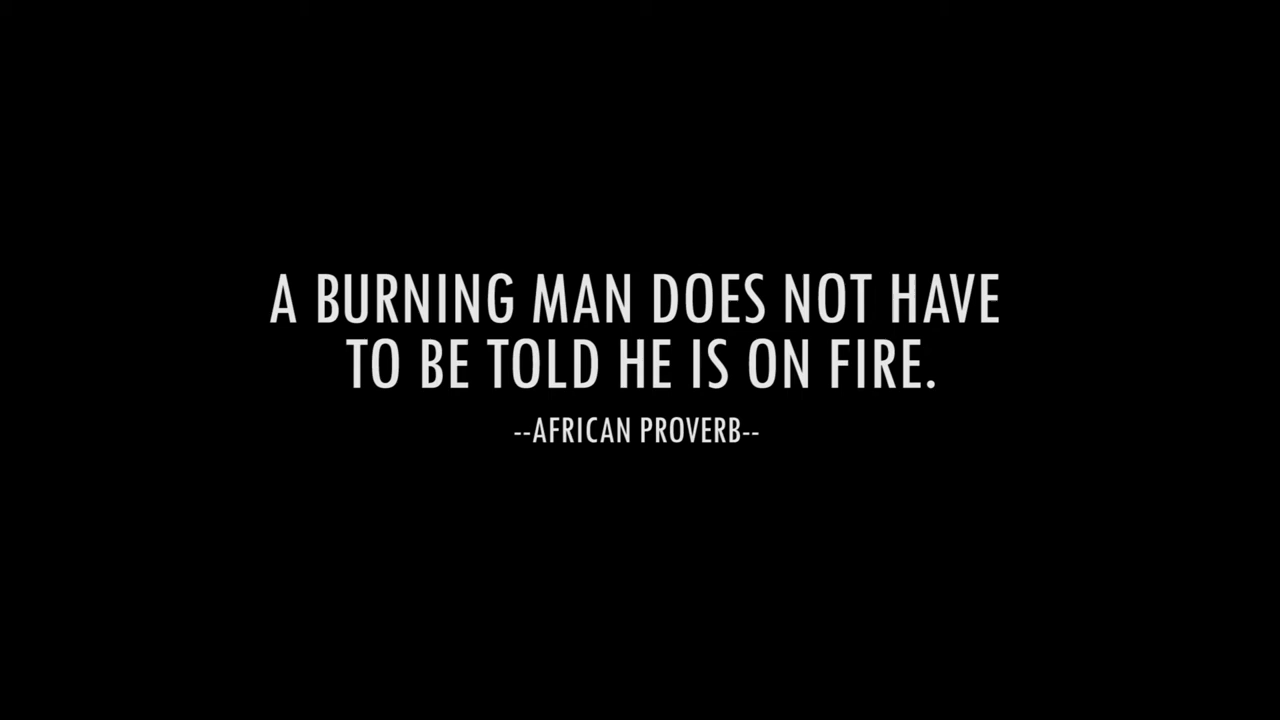 A BURNING MAN DOES NOT HAVE
TO BE TOLD HE IS ON FIRE.
--AFRICAN PROVERB--